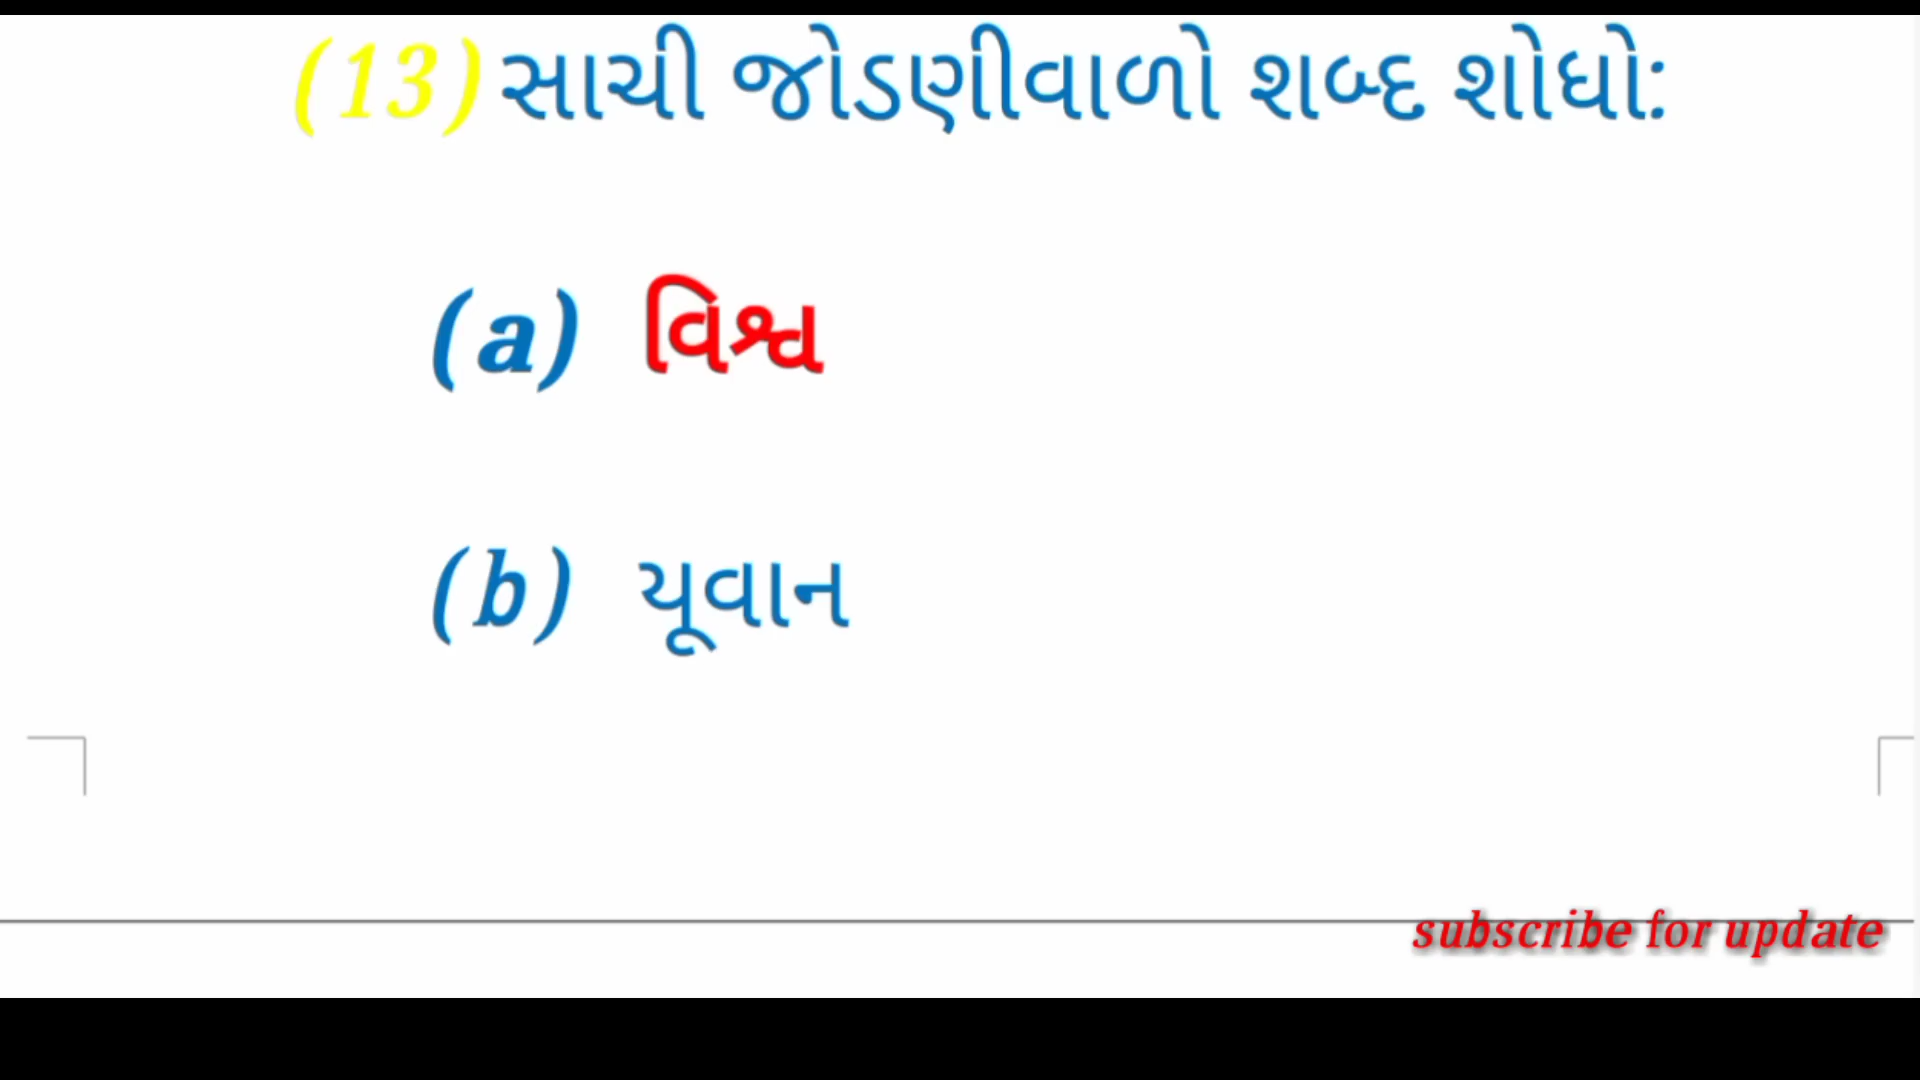 (13) સાચી જોડણીવાળો શબ્દ શોધો:
(a) વિશ્વ
(b) યૂવાન
subscribe for update